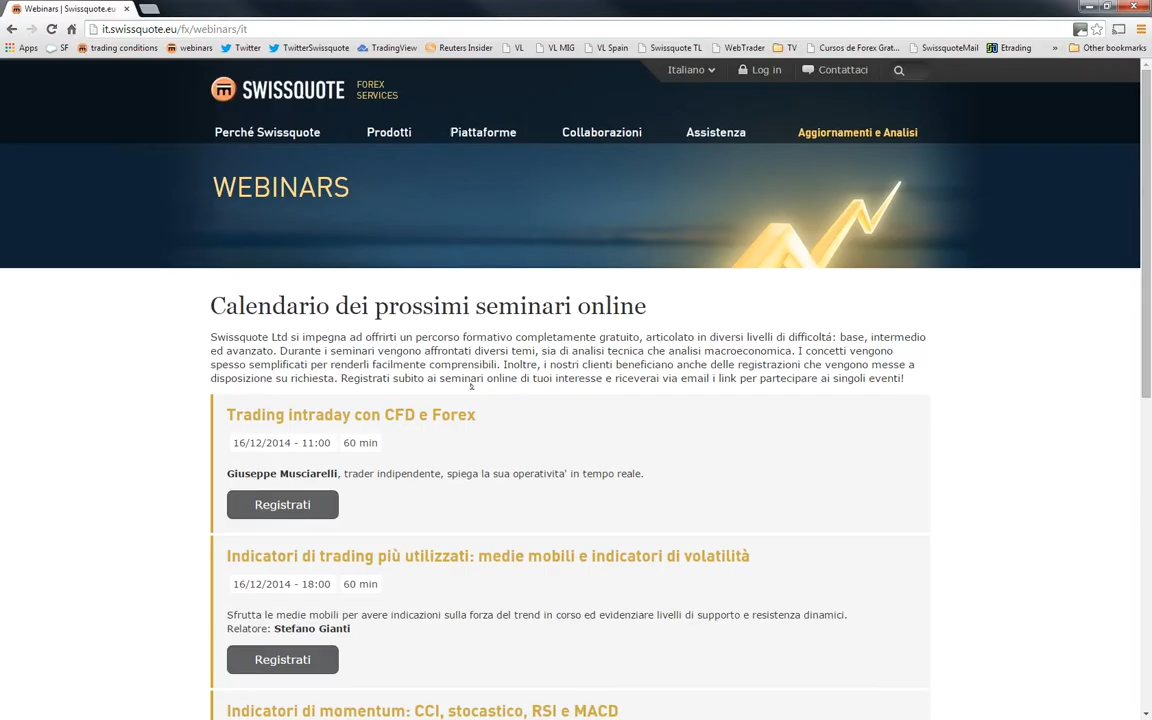 Webinars | Swissquote.eu
it.swissquote.eu/fx/webinars/it
Apps SF trading conditions webinars Twitter TwitterSwissquote TradingView Reuters Insider VL VL MIG VL Spain Swissquote TL WebTrader TV Cursos de Forex Grat... SwissquoteMail Etrading » Other bookmarks
Italiano Log in Contattaci
SWISSQUOTE FOREX
SERVICES
Perché Swissquote Prodotti Piattaforme Collaborazioni Assistenza Aggiornamenti e Analisi
WEBINARS
Calendario dei prossimi seminari online
Swissquote Ltd si impegna ad offrirti un percorso formativo completamente gratuito, articolato in diversi livelli di difficoltá: base, intermedio
ed avanzato. Durante i seminari vengono affrontati diversi temi, sia di analisi tecnica che analisi macroeconomica. I concetti vengono
spesso semplificati per renderli facilmente comprensibili. Inoltre, i nostri clienti beneficiano anche delle registrazioni che vengono messe a
disposizione su richiesta. Registrati subito ai seminari online di tuoi interesse e riceverai via email i link per partecipare ai singoli eventi!
Trading intraday con CFD e Forex
16/12/2014 - 11:00 60 min
Giuseppe Musciarelli, trader indipendente, spiega la sua operativita' in tempo reale.
Registrati
Indicatori di trading più utilizzati: medie mobili e indicatori di volatilità
16/12/2014 - 18:00 60 min
Sfrutta le medie mobili per avere indicazioni sulla forza del trend in corso ed evidenziare livelli di supporto e resistenza dinamici.
Relatore: Stefano Gianti
Registrati
Indicatori di momentum: CCI, stocastico, RSI e MACD